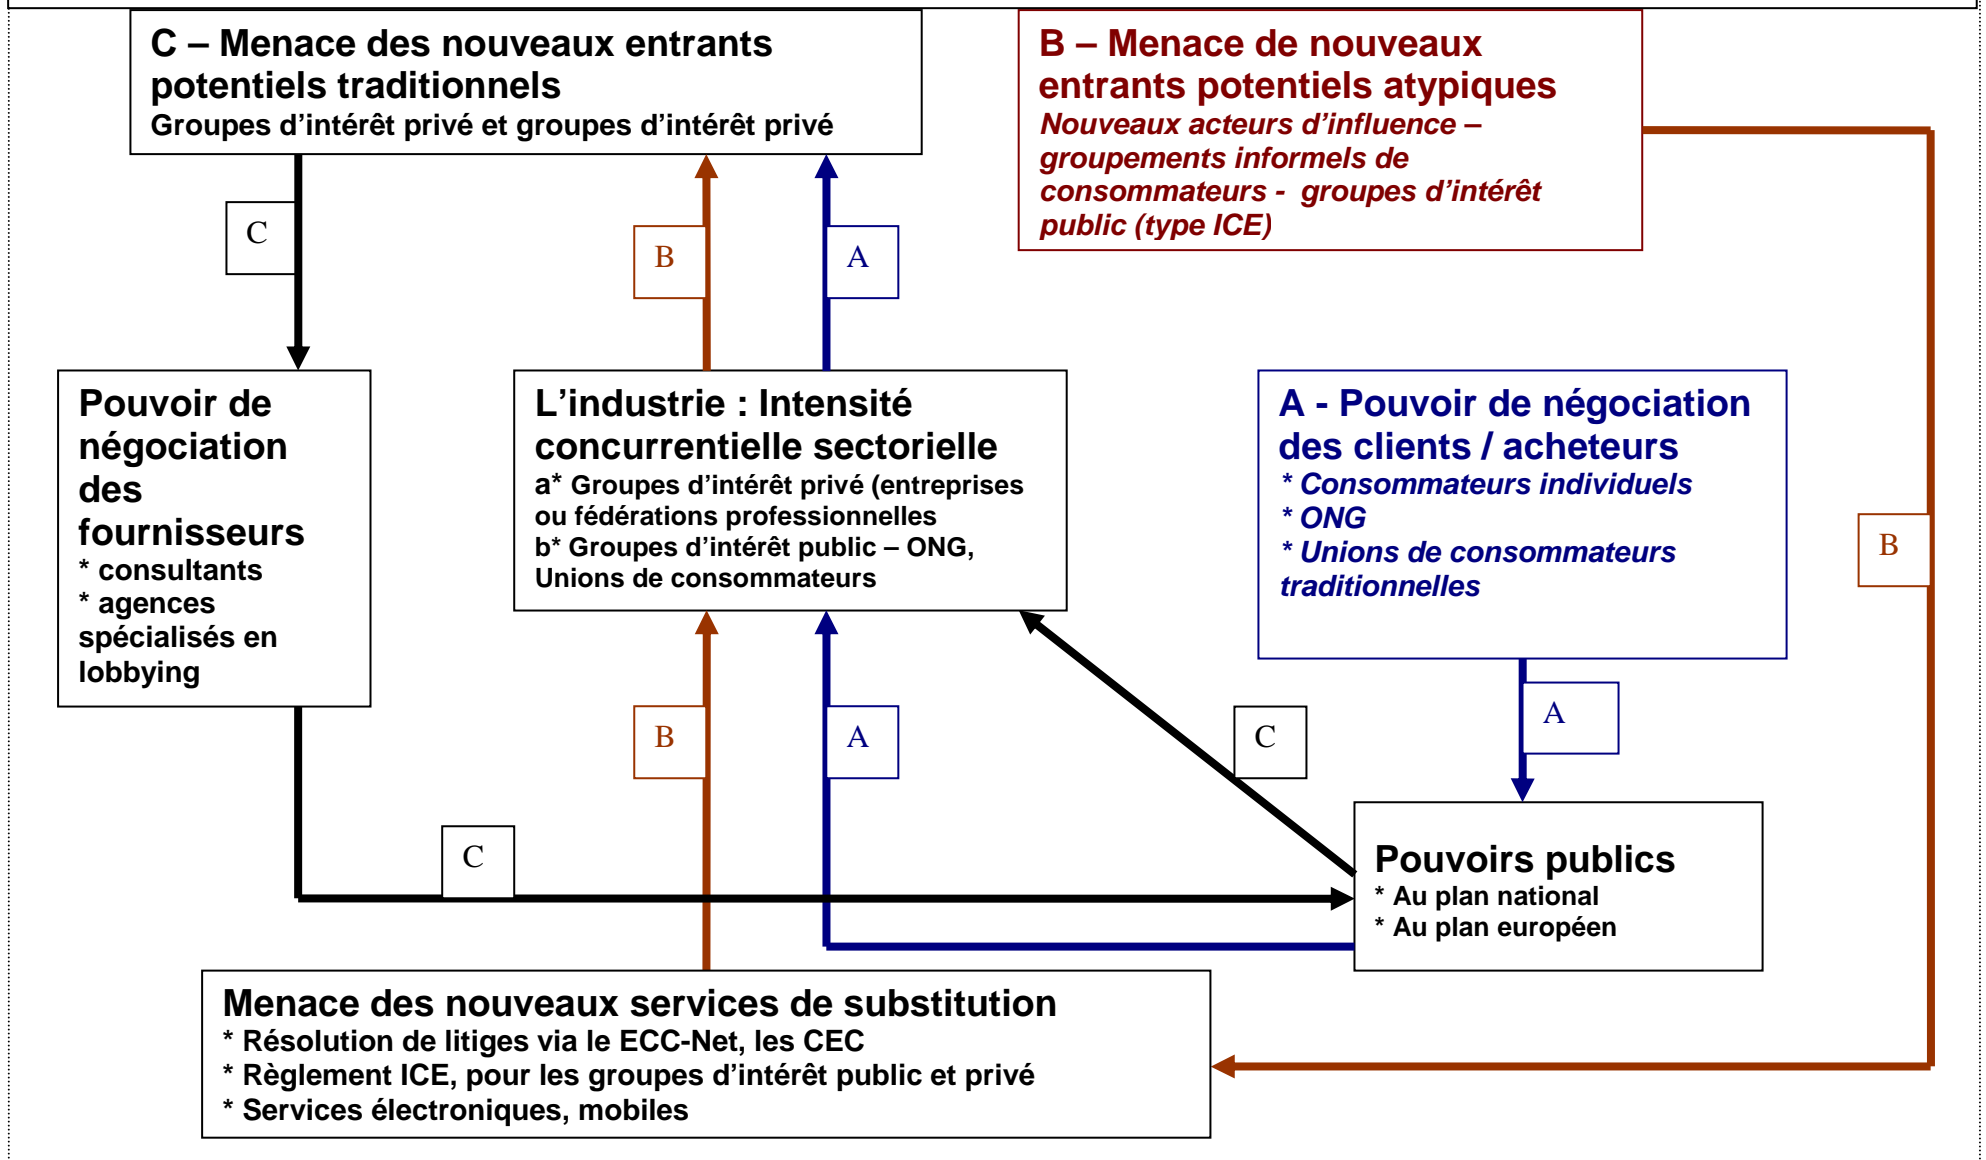 C – Menace des nouveaux entrants
potentiels traditionnels
Groupes d’intérêt privé et groupes d’intérêt privé
B – Menace de nouveaux
entrants potentiels atypiques
Nouveaux acteurs d’influence –
groupements informels de
consommateurs - groupes d’intérêt
public (type ICE)
C
B
A
Pouvoir de
négociation
des
fournisseurs
* consultants
* agences
spécialisés en
lobbying
L’industrie : Intensité
concurrentielle sectorielle
a* Groupes d’intérêt privé (entreprises
ou fédérations professionnelles
b* Groupes d’intérêt public – ONG,
Unions de consommateurs
A - Pouvoir de négociation
des clients / acheteurs
* Consommateurs individuels
* ONG
* Unions de consommateurs
traditionnelles
B
B
A
C
A
C
Pouvoirs publics
* Au plan national
* Au plan européen
Menace des nouveaux services de substitution
* Résolution de litiges via le ECC-Net, les CEC
* Règlement ICE, pour les groupes d’intérêt public et privé
* Services électroniques, mobiles